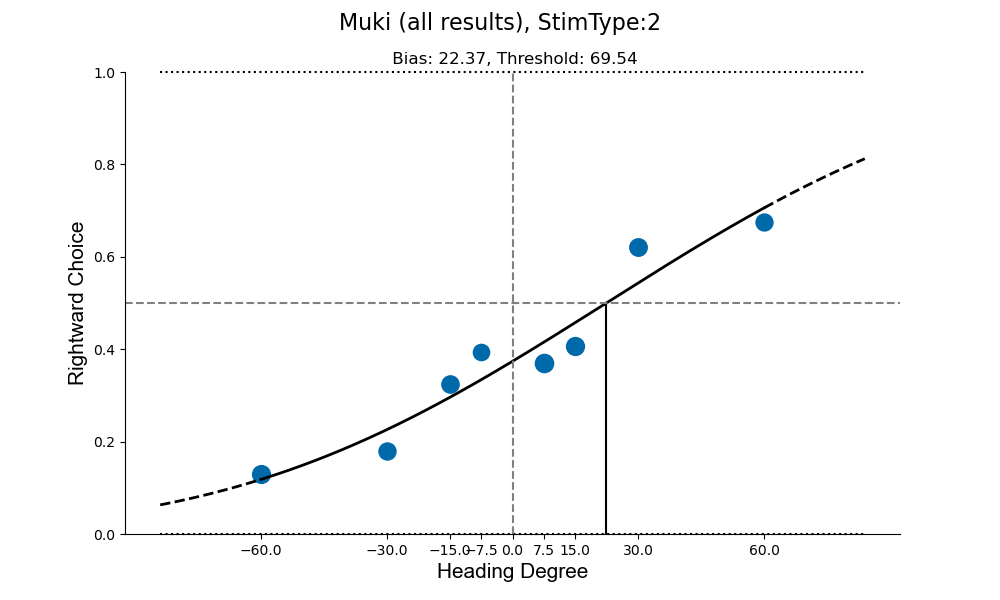 Muki (all results), StimType:2
Bias: 22.37, Threshold: 69.54
1.0
0.8
0.6
0.4
0.2
0.0
Rightward Choice
−60.0 −30.0 −15.0 −7.5 0.0 7.5 15.0 30.0 60.0
Heading Degree